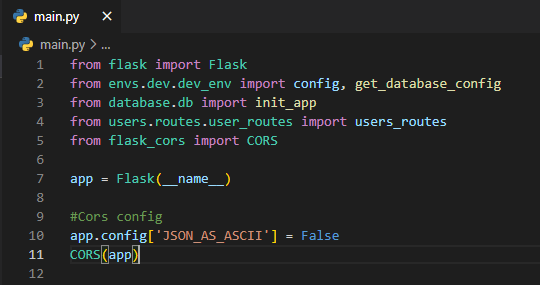 main.py ×
main.py > ...
1 from flask import Flask
2 from envs.dev.dev_env import config, get_database_config
3 from database.db import init_app
4 from users.routes.user_routes import users_routes
5 from flask_cors import CORS
6
7 app = Flask(__name__)
8
9 #Cors config
10 app.config['JSON_AS_ASCII'] = False
11 CORS(app)
12